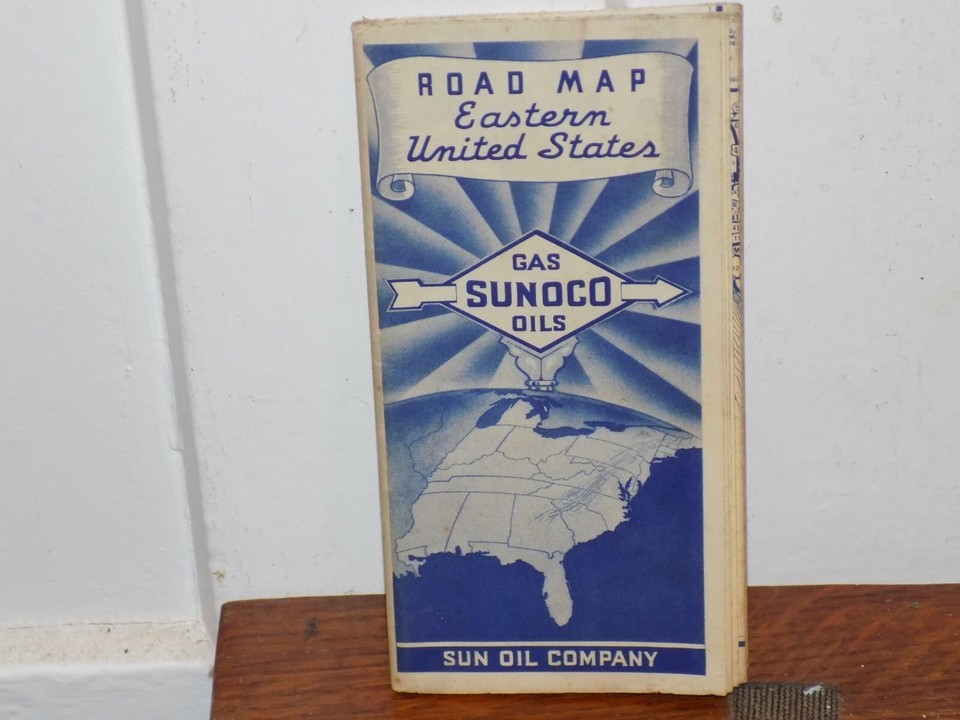 ROAD MAP
Eastern
United States
GAS
SUNOCO
OILS
SUN OIL COMPANY